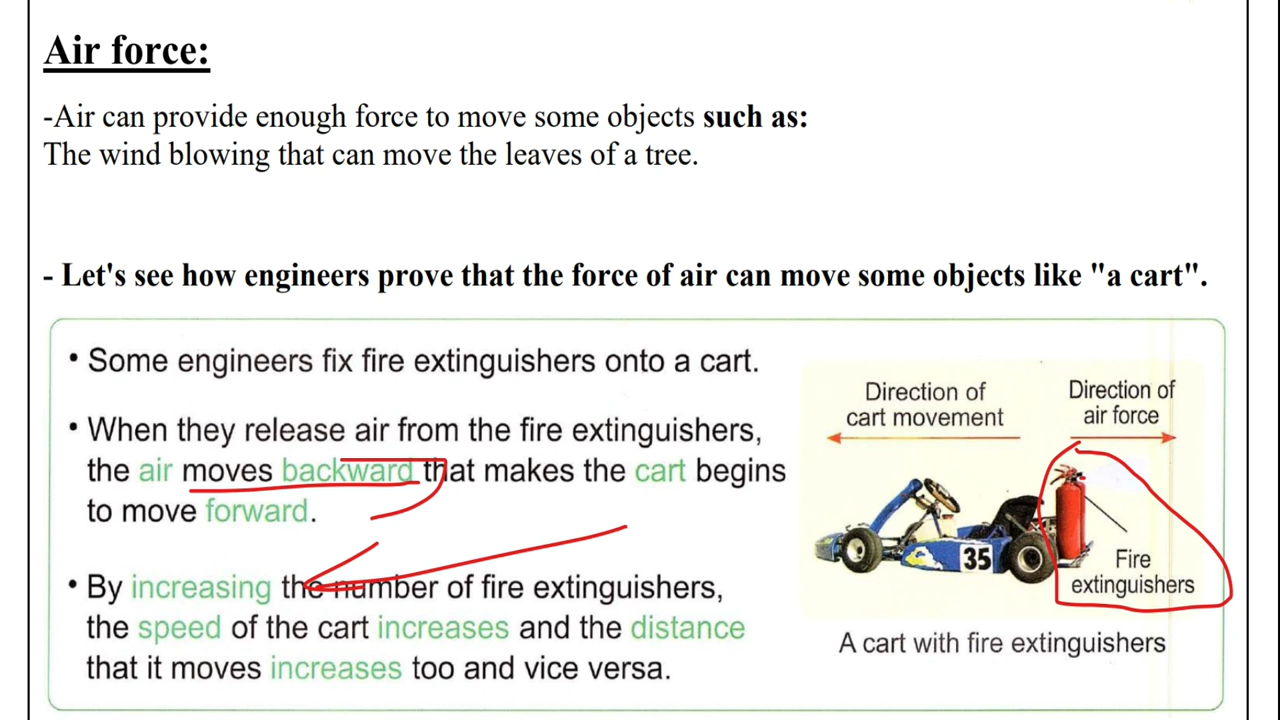 Air force:
-Air can provide enough force to move some objects such as:
The wind blowing that can move the leaves of a tree.
- Let's see how engineers prove that the force of air can move some objects like "a cart".
• Some engineers fix fire extinguishers onto a cart.
• When they release air from the fire extinguishers,
the air moves backward that makes the cart begins
to move forward.
• By increasing the number of fire extinguishers,
the speed of the cart increases and the distance
that it moves increases too and vice versa.
Direction of
cart movement
Direction of
air force
35
Fire
extinguishers
A cart with fire extinguishers